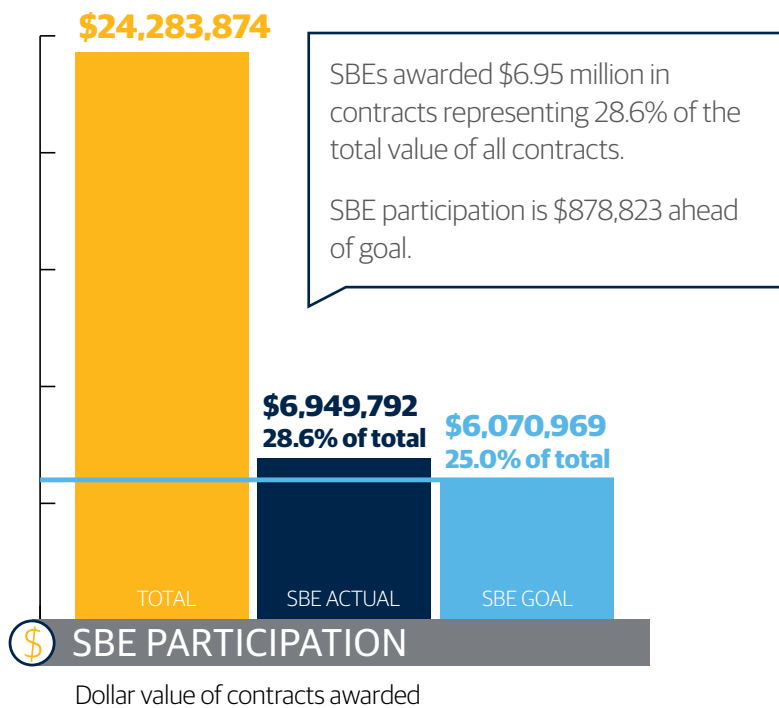 $24,283,874
SBEs awarded $6.95 million in
contracts representing 28.6% of the
total value of all contracts.
SBE participation is $878,823 ahead
of goal.
$6,949,792
28.6% of total
$6,070,969
25.0% of total
TOTAL
SBE ACTUAL
SBE GOAL
$ SBE PARTICIPATION
Dollar value of contracts awarded